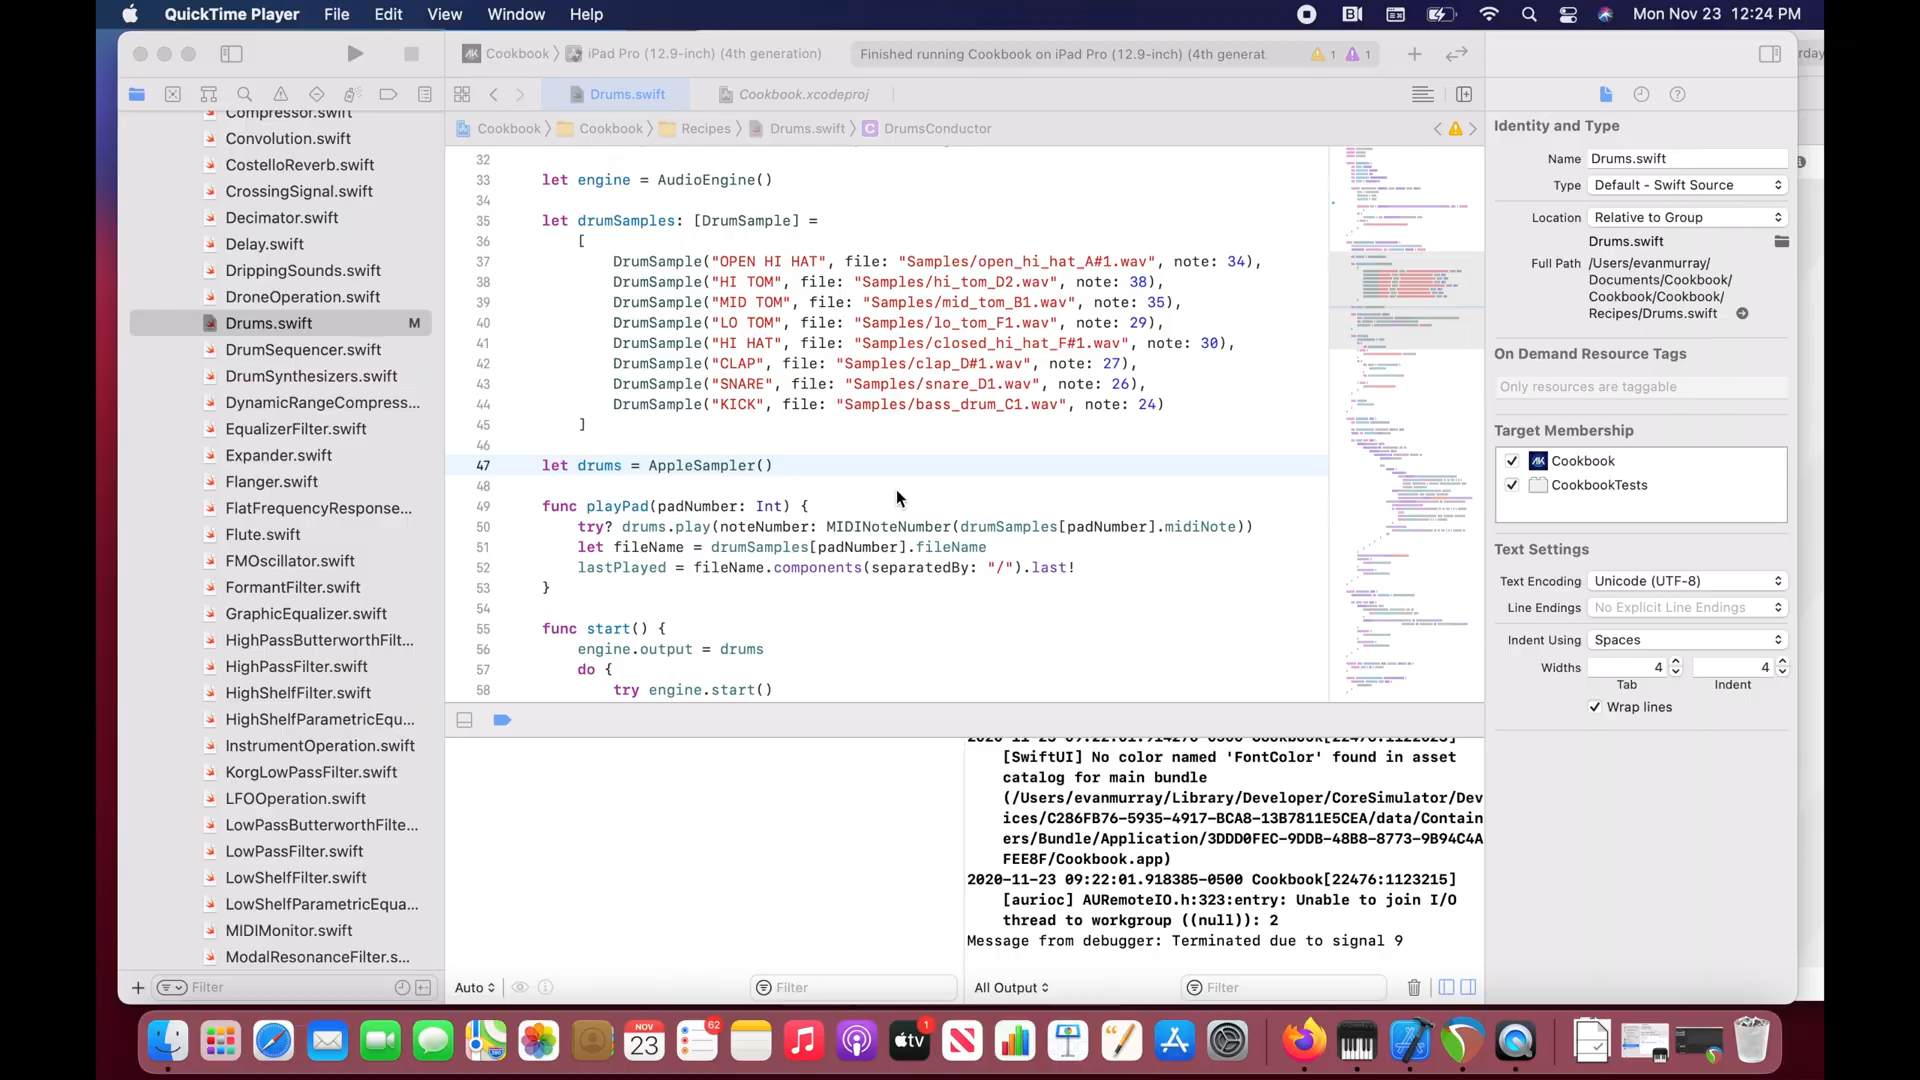 QuickTime Player File Edit View Window Help Mon Nov 23 12:24 PM
Cookbook iPad Pro (12.9-inch) (4th generation) Finished running Cookbook on iPad Pro (12.9-inch) (4th generat. 1 1
Drums.swift Cookbook.xcodeproj
Cookbook Cookbook Recipes Drums.swift C DrumsConductor
Compressor.swift
Convolution.swift
CostelloReverb.swift
CrossingSignal.swift
Decimator.swift
Delay.swift
DrippingSounds.swift
DroneOperation.swift
Drums.swift M
DrumSequencer.swift
DrumSynthesizers.swift
DynamicRangeCompress...
EqualizerFilter.swift
Expander.swift
Flanger.swift
FlatFrequencyResponse...
Flute.swift
FMOscillator.swift
FormantFilter.swift
GraphicEqualizer.swift
HighPassButterworthFilt...
HighPassFilter.swift
HighShelfFilter.swift
HighShelfParametricEqu...
InstrumentOperation.swift
KorgLowPassFilter.swift
LFOOperation.swift
LowPassButterworthFilte...
LowPassFilter.swift
LowShelfFilter.swift
LowShelfParametricEqua...
MIDIMonitor.swift
ModalResonanceFilter.s...
Filter
32
33 let engine = AudioEngine()
34
35 let drumSamples: [DrumSample] =
36 [
37 DrumSample("OPEN HI HAT", file: "Samples/open_hi_hat_A#1.wav", note: 34),
38 DrumSample("HI TOM", file: "Samples/hi_tom_D2.wav", note: 38),
39 DrumSample("MID TOM", file: "Samples/mid_tom_B1.wav", note: 35),
40 DrumSample("LO TOM", file: "Samples/lo_tom_F1.wav", note: 29),
41 DrumSample("HI HAT", file: "Samples/closed_hi_hat_F#1.wav", note: 30),
42 DrumSample("CLAP", file: "Samples/clap_D#1.wav", note: 27),
43 DrumSample("SNARE", file: "Samples/snare_D1.wav", note: 26),
44 DrumSample("KICK", file: "Samples/bass_drum_C1.wav", note: 24)
45 ]
46
47 let drums = AppleSampler()
48
49 func playPad(padNumber: Int) {
50 try? drums.play(noteNumber: MIDINoteNumber(drumSamples[padNumber].midiNote))
51 let fileName = drumSamples[padNumber].fileName
52 lastPlayed = fileName.components(separatedBy: "/").last!
53 }
54
55 func start() {
56 engine.output = drums
57 do {
58 try engine.start()
[SwiftUI] No color named 'FontColor' found in asset
catalog for main bundle
(/Users/evanmurray/Library/Developer/CoreSimulator/Dev
ices/C286FB76-5935-4917-BCA8-13B7811E5CEA/data/Contain
ers/Bundle/Application/3DDD0FEC-9DDB-48B8-8773-9B94C4A
FEE8F/Cookbook.app)
2020-11-23 09:22:01.918385-0500 Cookbook[22476:1123215]
[aurioc] AURemoteIO.h:323:entry: Unable to join I/O
thread to workgroup ((null)): 2
Message from debugger: Terminated due to signal 9
Auto Filter All Output Filter
Identity and Type
Name Drums.swift
Type Default - Swift Source
Location Relative to Group
Drums.swift
Full Path /Users/evanmurray/
Documents/Cookbook/
Cookbook/Cookbook/
Recipes/Drums.swift
On Demand Resource Tags
Only resources are taggable
Target Membership
Cookbook
CookbookTests
Text Settings
Text Encoding Unicode (UTF-8)
Line Endings No Explicit Line Endings
Indent Using Spaces
Widths 4 4
Tab Indent
Wrap lines
NOV
23
62
tv
1